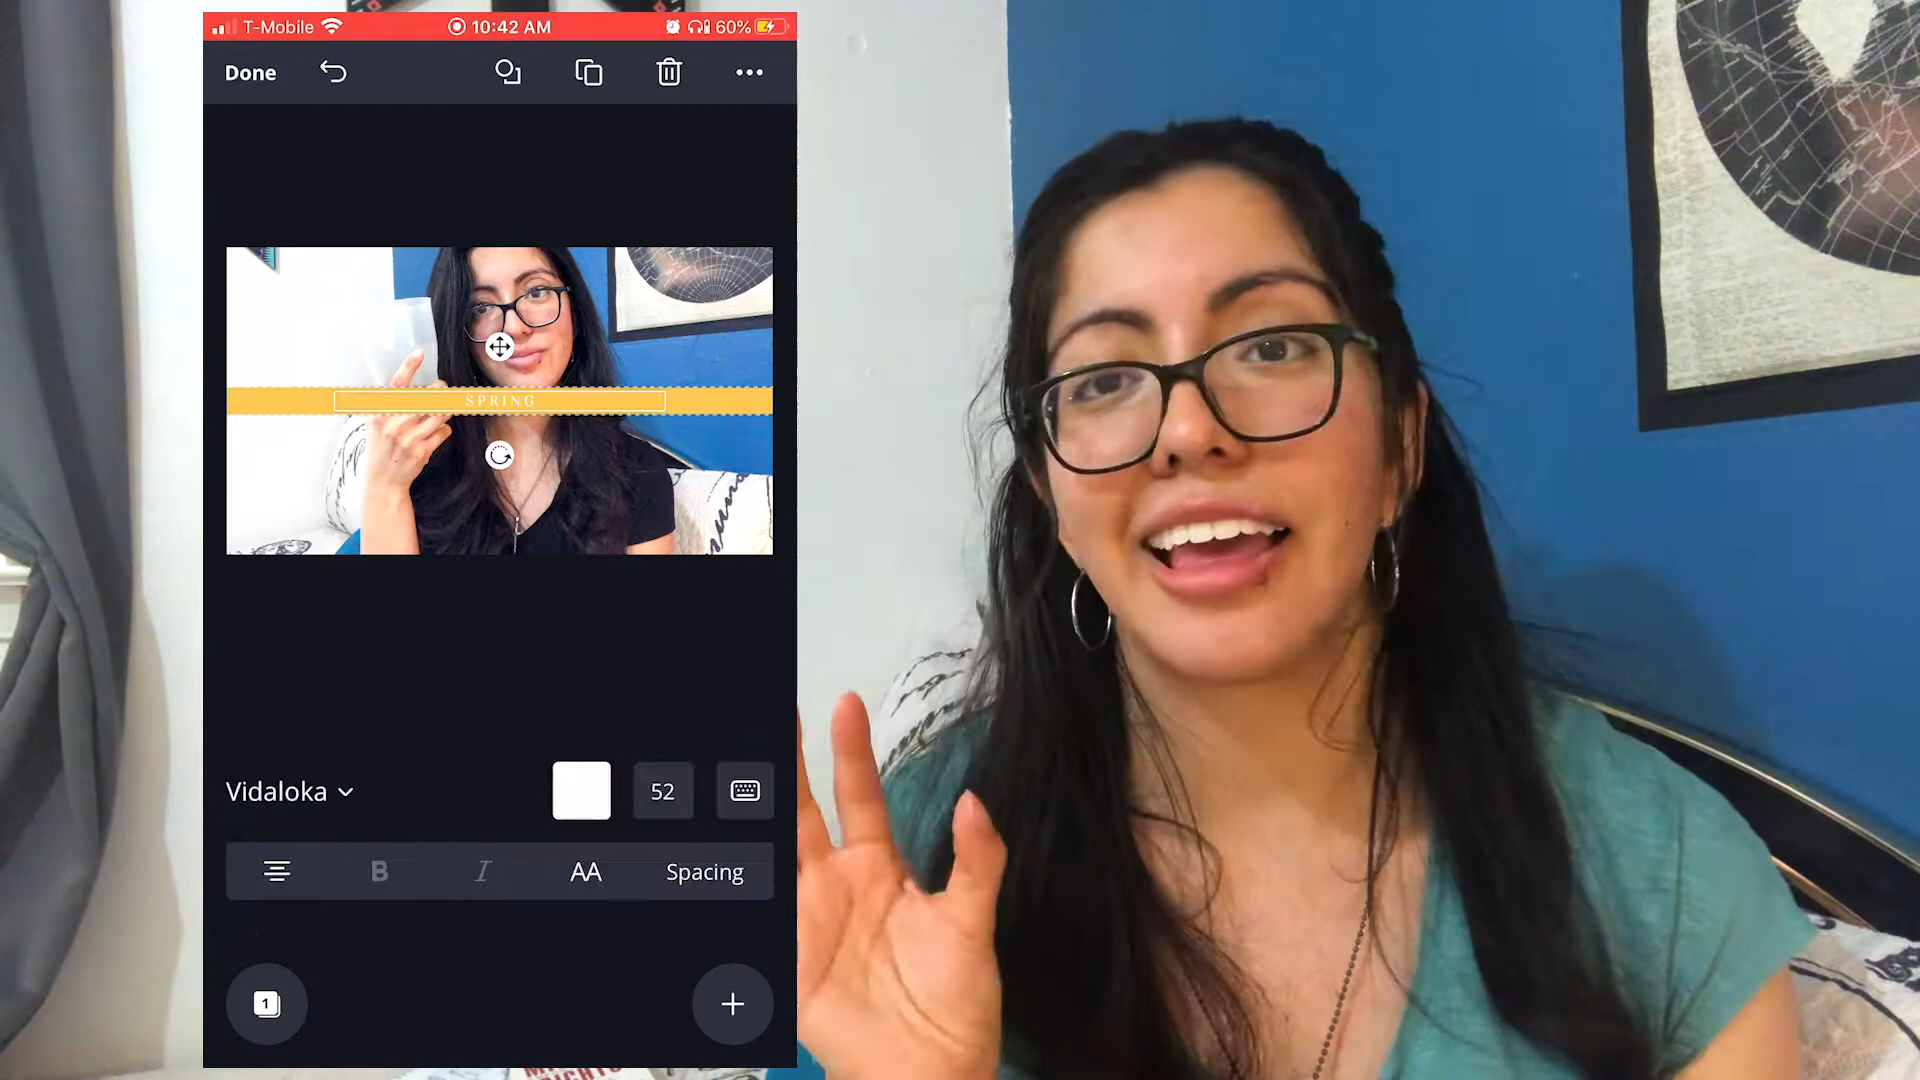 T-Mobile 10:42 AM 60%
Done
SPRING
Vidaloka 52
B I AA Spacing
1